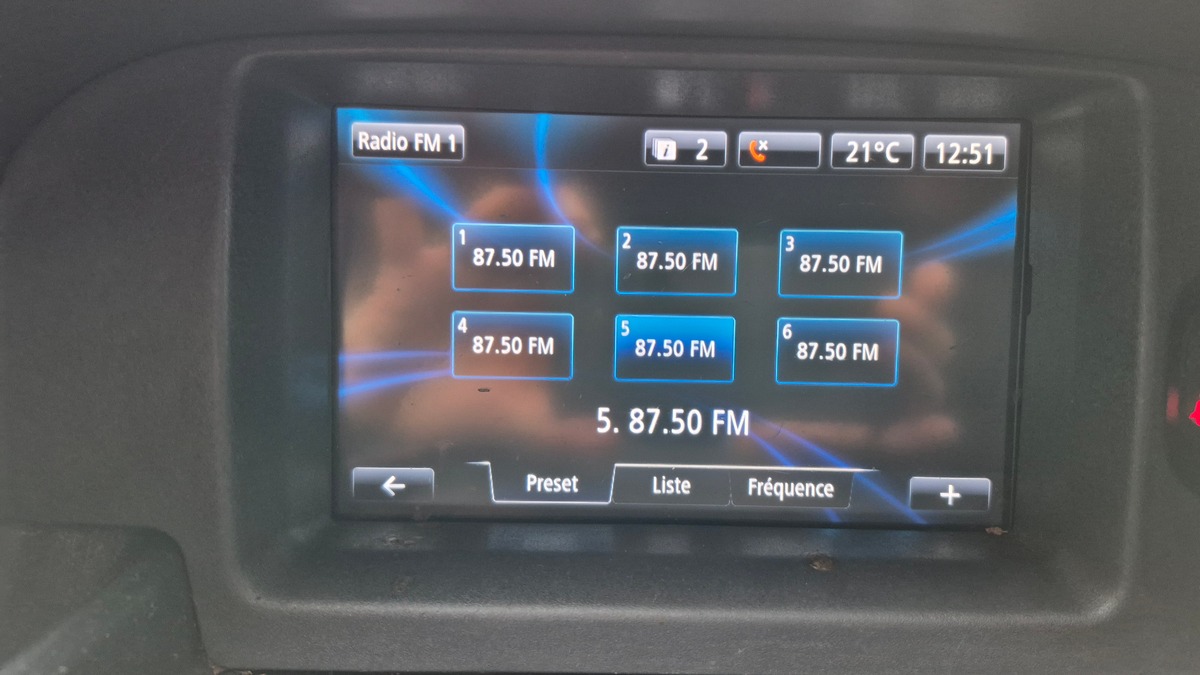 Radio FM 1
2
21°C
12:51
1
87.50 FM
2
87.50 FM
3
87.50 FM
4
87.50 FM
5
87.50 FM
6
87.50 FM
5. 87.50 FM
Preset
Liste
Fréquence